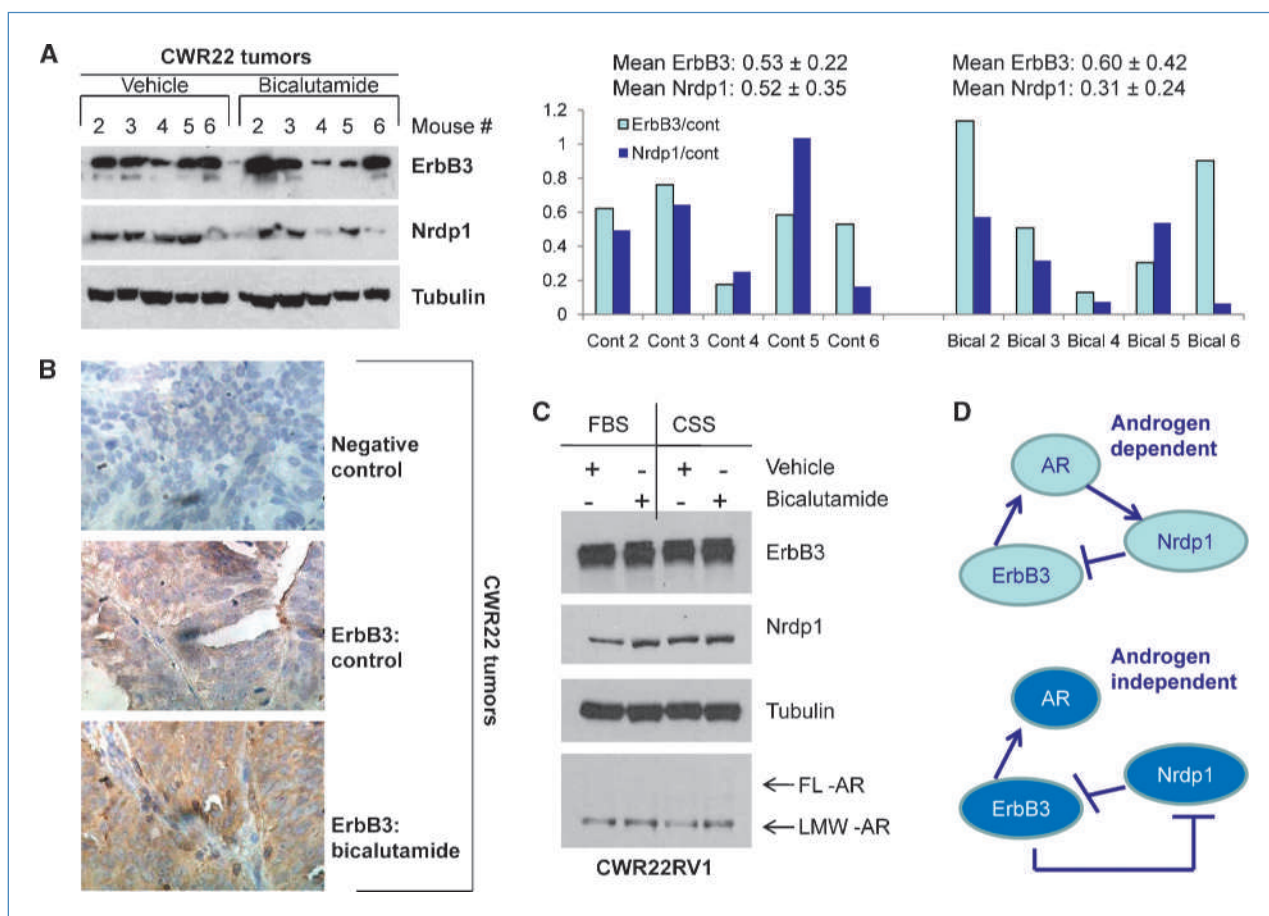 A
CWR22 tumors
Vehicle Bicalutamide
2 3 4 5 6 2 3 4 5 6 Mouse #
ErbB3
Nrdp1
Tubulin
Mean ErbB3: 0.53 ± 0.22
Mean Nrdp1: 0.52 ± 0.35
Mean ErbB3: 0.60 ± 0.42
Mean Nrdp1: 0.31 ± 0.24
1.2
1
0.8
0.6
0.4
0.2
0
ErbB3/cont
Nrdp1/cont
Cont 2 Cont 3 Cont 4 Cont 5 Cont 6 Bical 2 Bical 3 Bical 4 Bical 5 Bical 6
B
Negative
control
ErbB3:
control
ErbB3:
bicalutamide
CWR22 tumors
C
FBS CSS
+ - + - Vehicle
- + - + Bicalutamide
ErbB3
Nrdp1
Tubulin
FL -AR
LMW -AR
CWR22RV1
D
Androgen
dependent
AR
Nrdp1
ErbB3
Androgen
independent
AR
Nrdp1
ErbB3